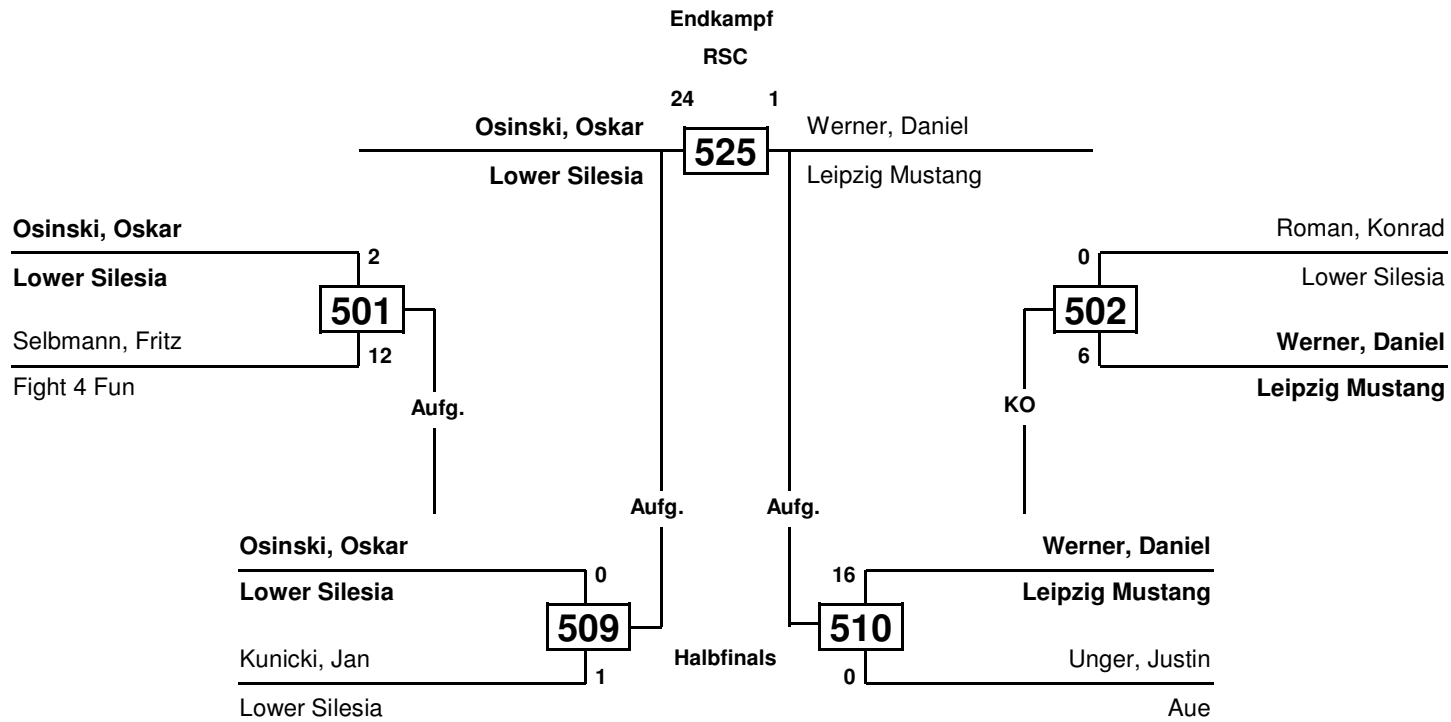 Endkampf
RSC
24 1
Osinski, Oskar 525 Werner, Daniel
Lower Silesia Leipzig Mustang
Osinski, Oskar
2
Lower Silesia
501
Selbmann, Fritz
12
Fight 4 Fun
Aufg.
Roman, Konrad
0
Lower Silesia
502
Werner, Daniel
6
Leipzig Mustang
KO
Aufg. Aufg.
Osinski, Oskar
0
Lower Silesia
509
Kunicki, Jan
1
Lower Silesia
Halbfinals
Werner, Daniel
16
Leipzig Mustang
510
Unger, Justin
0
Aue